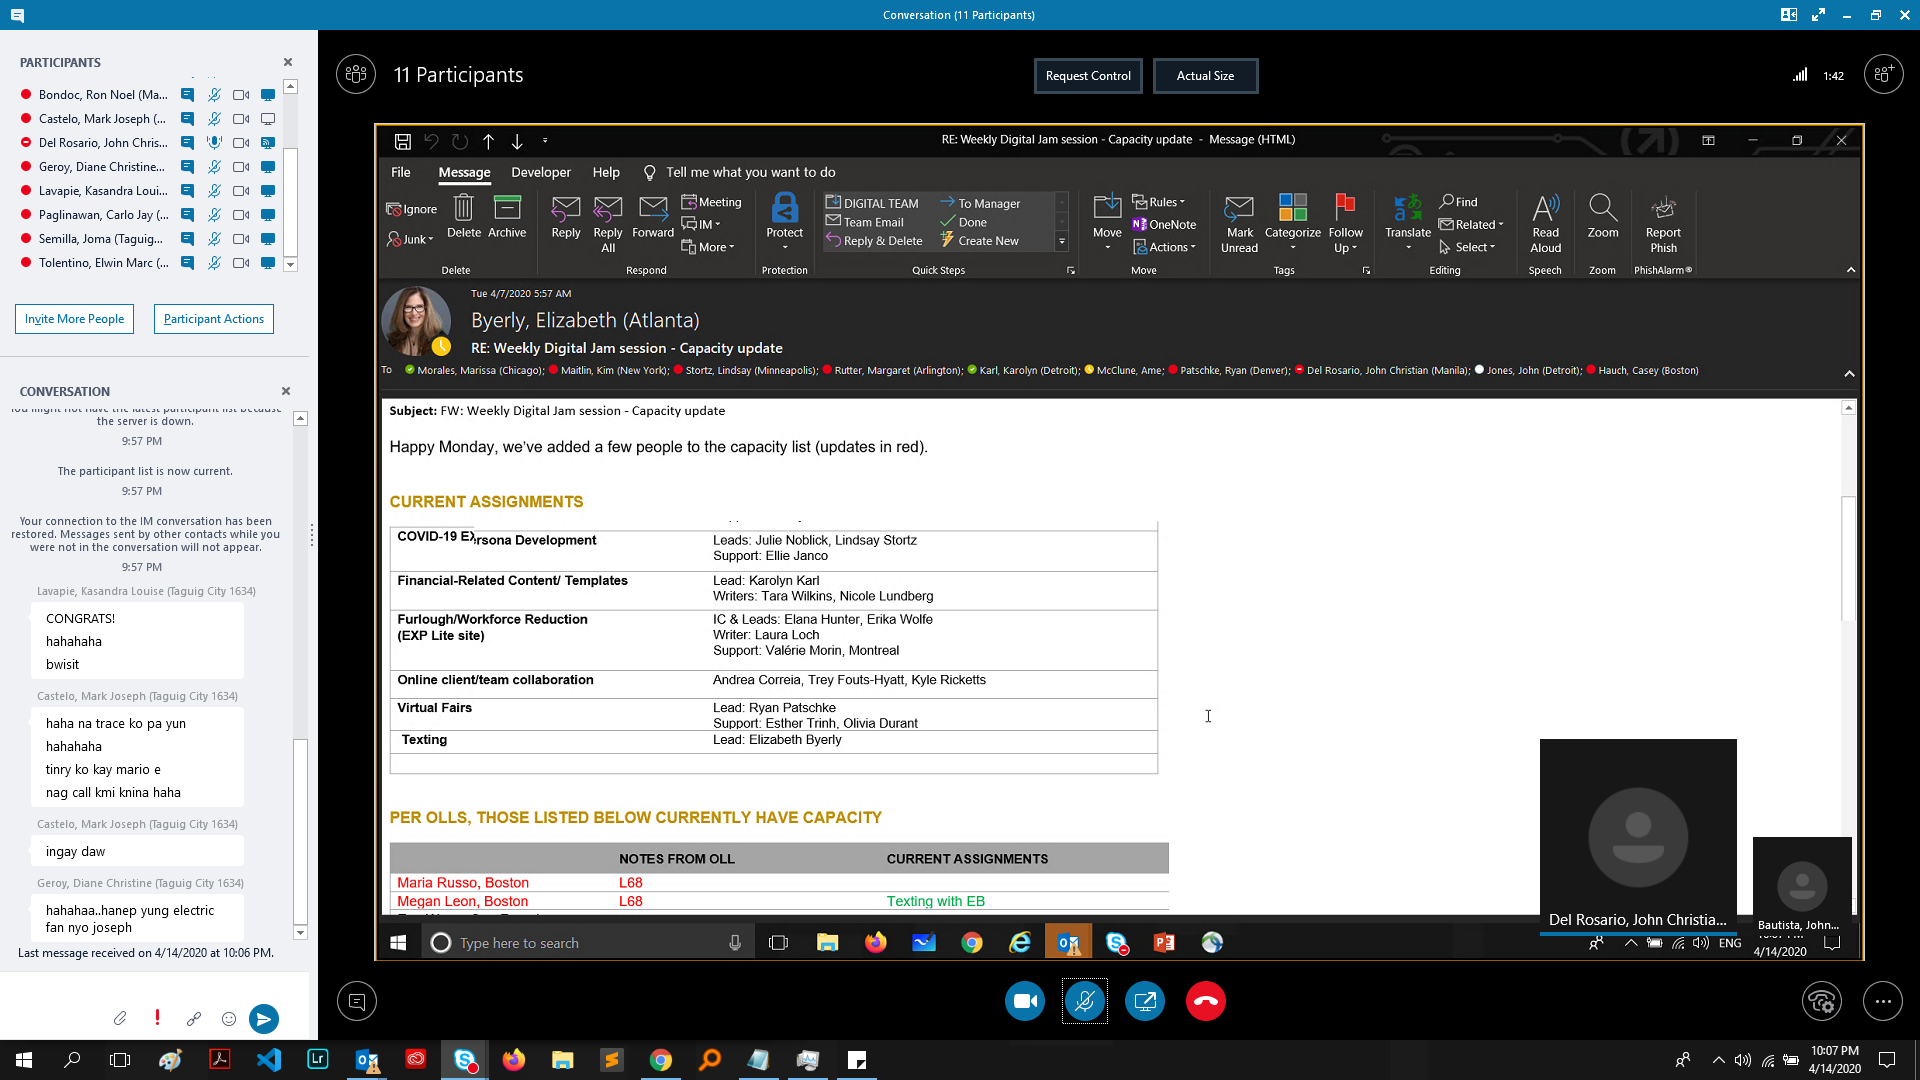 Conversation (11 Participants)
PARTICIPANTS
Bondoc, Ron Noel (Ma...
Castelo, Mark Joseph (...
Del Rosario, John Chris...
Geroy, Diane Christine...
Lavapie, Kasandra Loui...
Paglinawan, Carlo Jay (...
Semilla, Joma (Taguig...
Tolentino, Elwin Marc (...
Invite More People
Participant Actions
CONVERSATION
You might not have the latest participant list because
the server is down.
9:57 PM
The participant list is now current.
9:57 PM
Your connection to the IM conversation has been
restored. Messages sent by other contacts while you
were not in the conversation will not appear.
9:57 PM
Lavapie, Kasandra Louise (Taguig City 1634)
CONGRATS!
hahahaha
bwisit
Castelo, Mark Joseph (Taguig City 1634)
haha na trace ko pa yun
hahahaha
tinry ko kay mario e
nag call kmi knina haha
Castelo, Mark Joseph (Taguig City 1634)
ingay daw
Geroy, Diane Christine (Taguig City 1634)
hahahaa..hanep yung electric
fan nyo joseph
Last message received on 4/14/2020 at 10:06 PM.
11 Participants
Request Control
Actual Size
1:42
RE: Weekly Digital Jam session - Capacity update - Message (HTML)
File Message Developer Help Tell me what you want to do
Ignore
Junk
Delete
Archive
Delete
Reply
Reply
All
Forward
Meeting
IM
More
Respond
Protect
Protection
DIGITAL TEAM
Team Email
Reply & Delete
To Manager
Done
Create New
Quick Steps
Move
Rules
OneNote
Actions
Move
Mark
Unread
Categorize
Follow
Up
Tags
Translate
Find
Related
Select
Editing
Read
Aloud
Speech
Zoom
Zoom
Report
Phish
PhishAlarm®
Tue 4/7/2020 5:57 AM
Byerly, Elizabeth (Atlanta)
RE: Weekly Digital Jam session - Capacity update
To Morales, Marissa (Chicago); Maitlin, Kim (New York); Stortz, Lindsay (Minneapolis); Rutter, Margaret (Arlington); Karl, Karolyn (Detroit); McClune, Ame; Patschke, Ryan (Denver); Del Rosario, John Christian (Manila); Jones, John (Detroit); Hauch, Casey (Boston)
Subject: FW: Weekly Digital Jam session - Capacity update
Happy Monday, we've added a few people to the capacity list (updates in red).
CURRENT ASSIGNMENTS
COVID-19 EX
rsona Development
Leads: Julie Noblick, Lindsay Stortz
Support: Ellie Janco
Financial-Related Content/ Templates
Lead: Karolyn Karl
Writers: Tara Wilkins, Nicole Lundberg
Furlough/Workforce Reduction
(EXP Lite site)
IC & Leads: Elana Hunter, Erika Wolfe
Writer: Laura Loch
Support: Valérie Morin, Montreal
Online client/team collaboration
Andrea Correia, Trey Fouts-Hyatt, Kyle Ricketts
Virtual Fairs
Lead: Ryan Patschke
Support: Esther Trinh, Olivia Durant
Texting
Lead: Elizabeth Byerly
PER OLLS, THOSE LISTED BELOW CURRENTLY HAVE CAPACITY
NOTES FROM OLL
CURRENT ASSIGNMENTS
Maria Russo, Boston L68
Megan Leon, Boston L68 Texting with EB
Del Rosario, John Christia...
Bautista, John...
Type here to search
ENG
4/14/2020
Lr
10:07 PM
4/14/2020